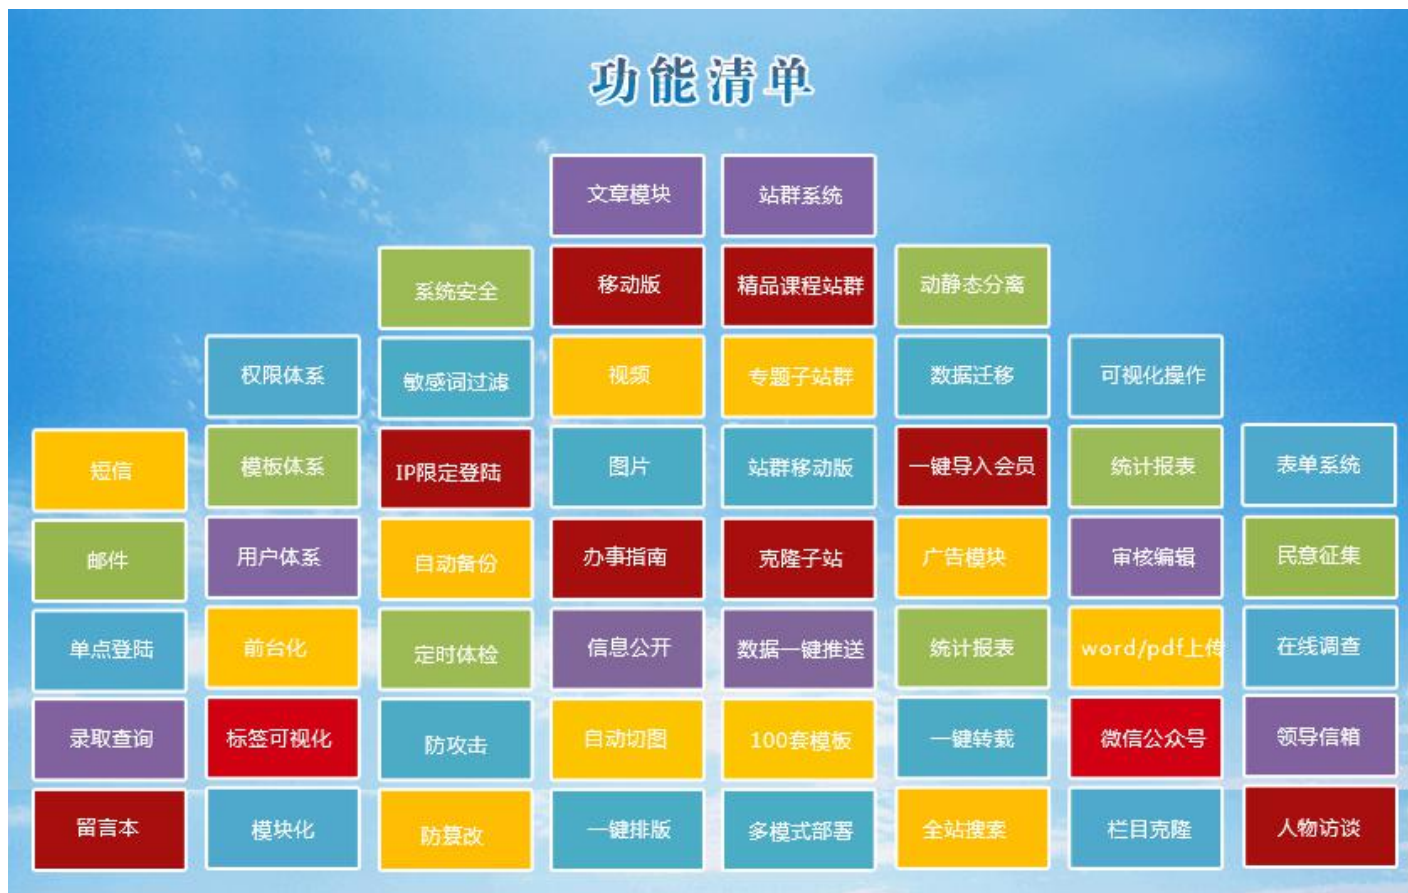 功能清单
文章模块 站群系统
系统安全 移动版 精品课程站群 动静态分离
权限体系 敏感词过滤 视频 专题子站群 数据迁移 可视化操作
短信 模板体系 IP限定登陆 图片 站群移动版 一键导入会员 统计报表 表单系统
邮件 用户体系 自动备份 办事指南 克隆子站 广告模块 审核编辑 民意征集
单点登陆 前台化 定时体检 信息公开 数据一键推送 统计报表 word/pdf上传 在线调查
录取查询 标签可视化 防攻击 自动切图 100套模板 一键转载 微信公众号 领导信箱
留言本 模块化 防篡改 一键排版 多模式部署 全站搜索 栏目克隆 人物访谈